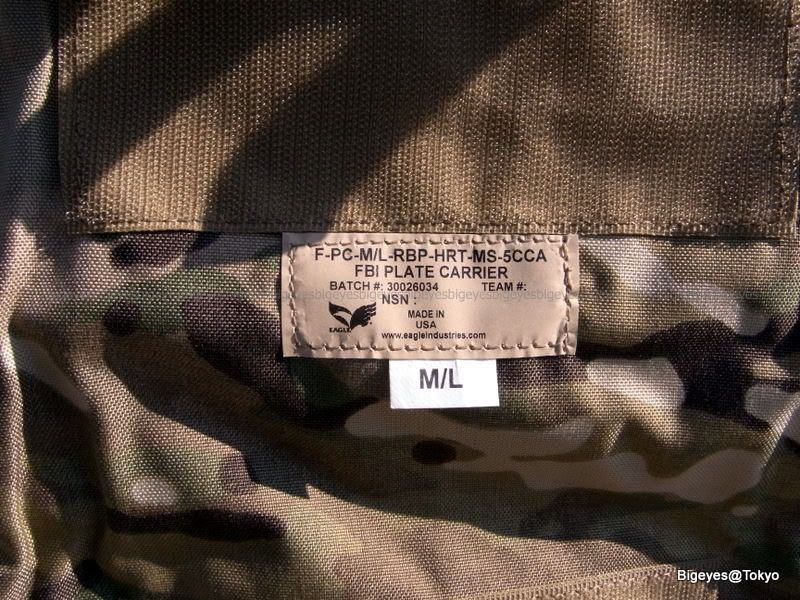 F-PC-M/L-RBP-HRT-MS-5CCA
FBI PLATE CARRIER
BATCH #: 30026034 TEAM #:
NSN :
MADE IN
USA
EAGLE
www.eagleindustries.com
M/L
Bigeyes@Tokyo